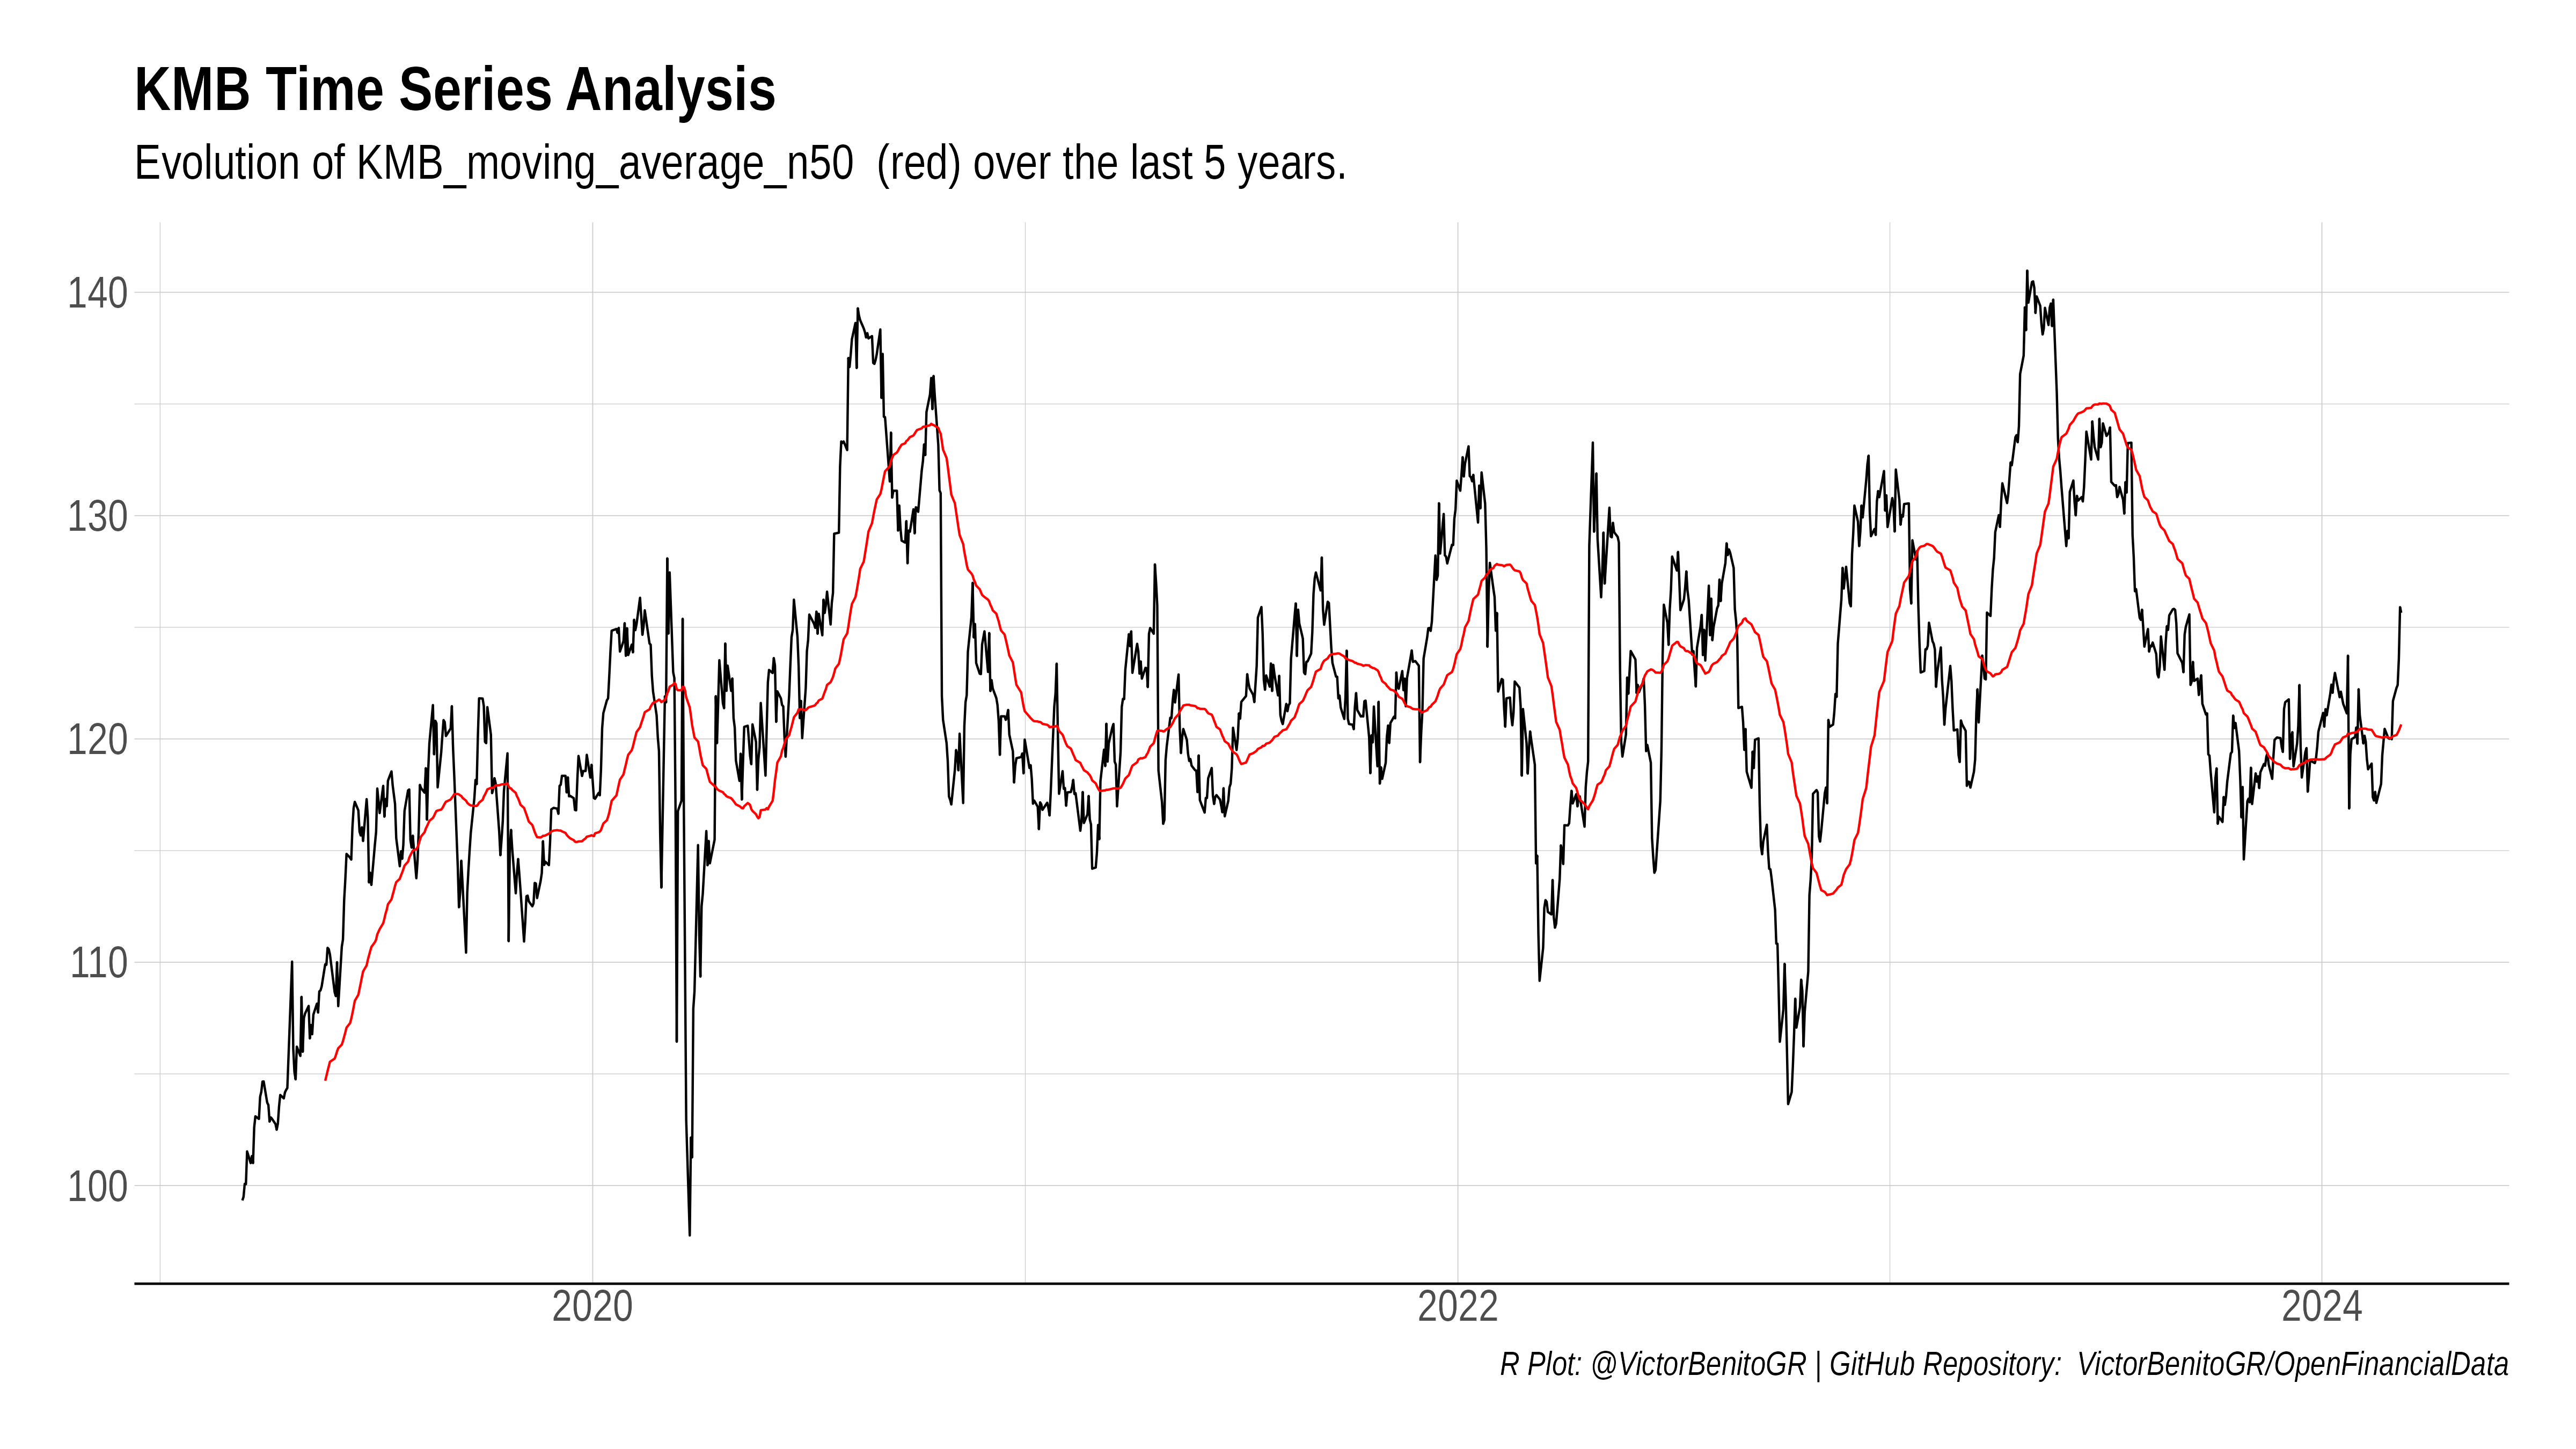 KMB Time Series Analysis
Evolution of KMB_moving_average_n50  (red) over the last 5 years.
140
130
120
110
100
2020 2022 2024
R Plot: @VictorBenitoGR | GitHub Repository:  VictorBenitoGR/OpenFinancialData